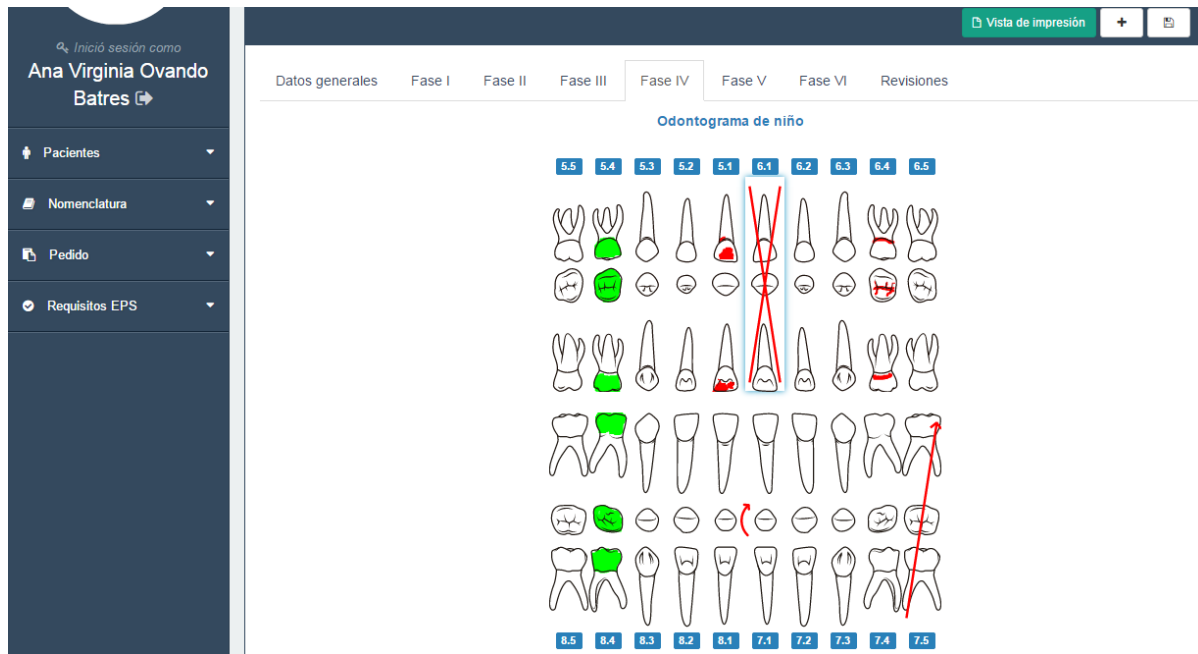 Vista de impresión
Inició sesión como
Ana Virginia Ovando
Batres
Pacientes
Nomenclatura
Pedido
Requisitos EPS
Datos generales Fase I Fase II Fase III Fase IV Fase V Fase VI Revisiones
Odontograma de niño
5.5 5.4 5.3 5.2 5.1 6.1 6.2 6.3 6.4 6.5
8.5 8.4 8.3 8.2 8.1 7.1 7.2 7.3 7.4 7.5